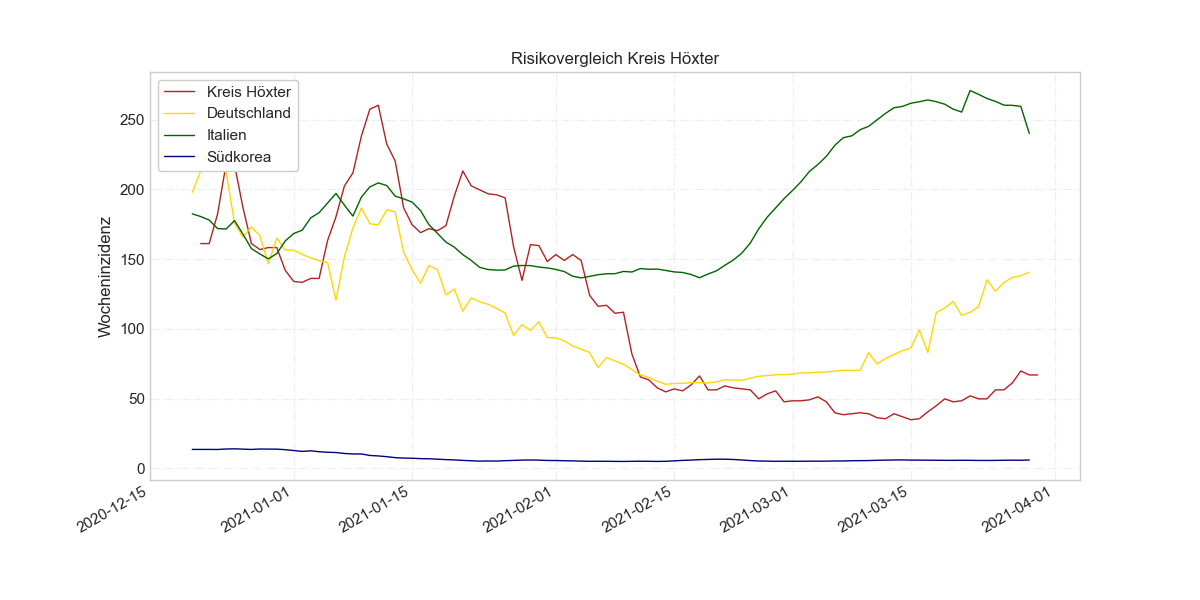 Risikovergleich Kreis Höxter
Kreis Höxter
Deutschland
Italien
Südkorea
Wocheninzidenz
250
200
150
100
50
0
2020-12-15
2021-01-01
2021-01-15
2021-02-01
2021-02-15
2021-03-01
2021-03-15
2021-04-01